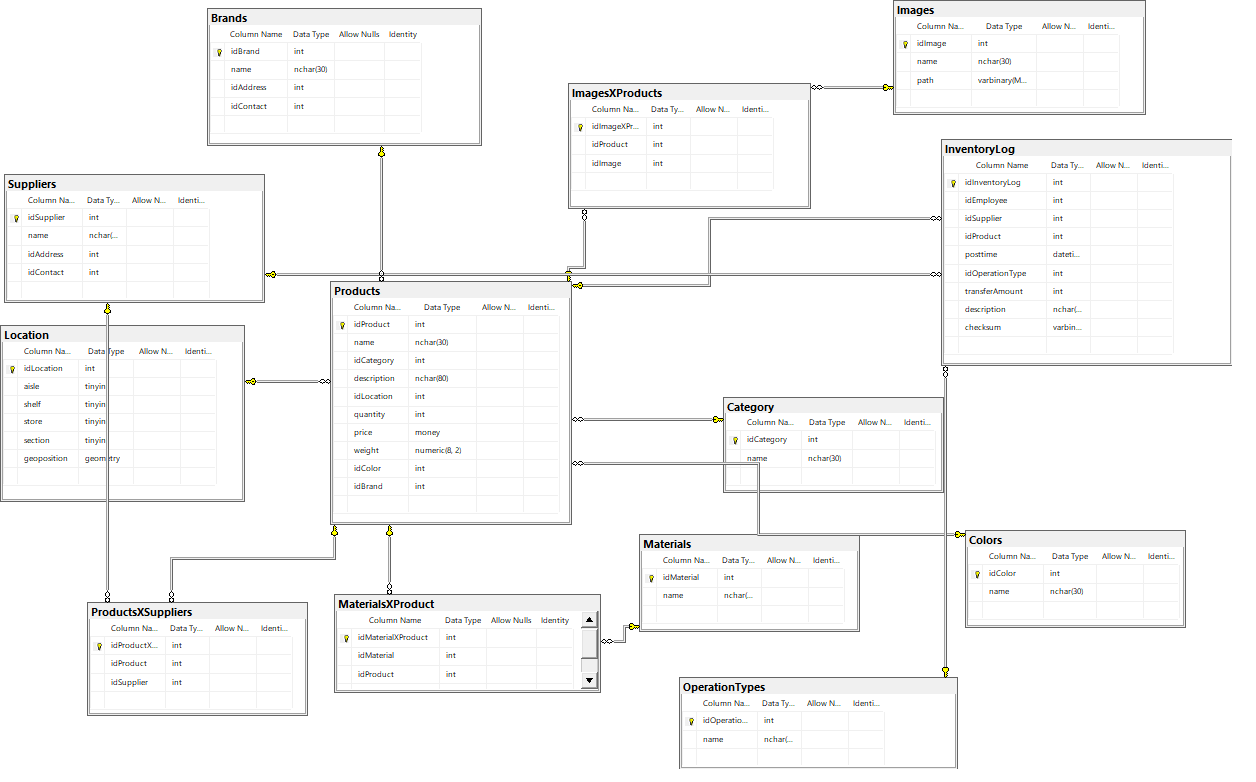 Brands
Column Name Data Type Allow Nulls Identity
idBrand int
name nchar(30)
idAddress int
idContact int
Images
Column Na... Data Type Allow N... Identi...
idImage int
name nchar(30)
path varbinary(M...
ImagesXProducts
Column Na... Data Ty... Allow N... Identi...
idImageXPr... int
idProduct int
idImage int
InventoryLog
Column Name Data Ty... Allow N... Identi...
idInventoryLog int
idEmployee int
idSupplier int
idProduct int
posttime dateti...
idOperationType int
transferAmount int
description nchar(...
checksum varbin...
Suppliers
Column Na... Data Ty... Allow N... Identi...
idSupplier int
name nchar(...
idAddress int
idContact int
Products
Column Na... Data Type Allow N... Identi...
idProduct int
name nchar(30)
idCategory int
description nchar(80)
idLocation int
quantity int
price money
weight numeric(8, 2)
idColor int
idBrand int
Location
Column Na... Data Type Allow N... Identi...
idLocation int
aisle tinyin
shelf tinyin
store tinyin
section tinyin
geoposition geometry
Category
Column Na... Data Type Allow N... Identi...
idCategory int
name nchar(30)
Materials
Column Na... Data Ty... Allow N... Identi...
idMaterial int
name nchar(...
Colors
Column Na... Data Type Allow N... Identi...
idColor int
name nchar(30)
ProductsXSuppliers
Column Na... Data Ty... Allow N... Identi...
idProductX... int
idProduct int
idSupplier int
MaterialsXProduct
Column Name Data Type Allow Nulls Identity
idMaterialXProduct int
idMaterial int
idProduct int
OperationTypes
Column Na... Data Ty... Allow N... Identi...
idOperatio... int
name nchar(...